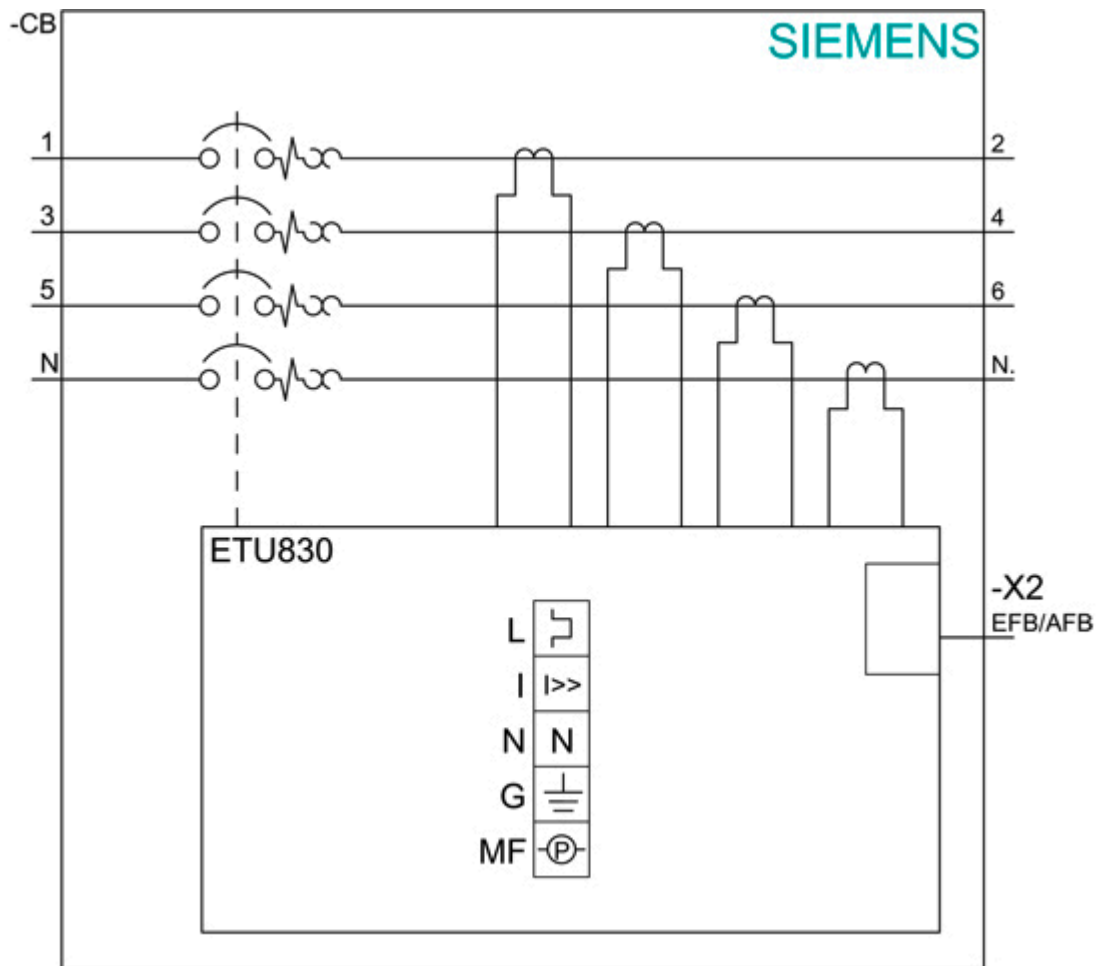 -CB
SIEMENS
1
2
3
4
5
6
N
N.
ETU830
-X2
EFB/AFB
L
I I>>
N N
G
MF P